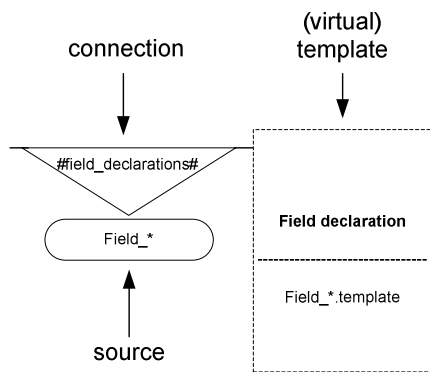 connection
(virtual)
template
#field_declarations#
Field_*
Field declaration
Field_*.template
source